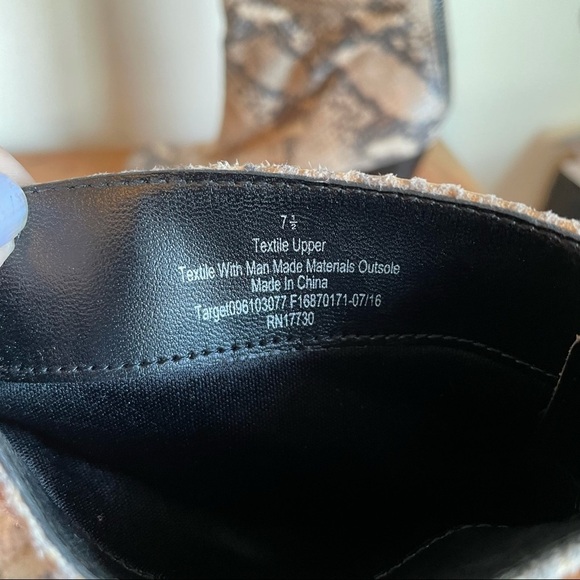 7 ½
Textile Upper
Textile With Man Made Materials Outsole
Made In China
Target096103077 F16870171-07/16
RN17730